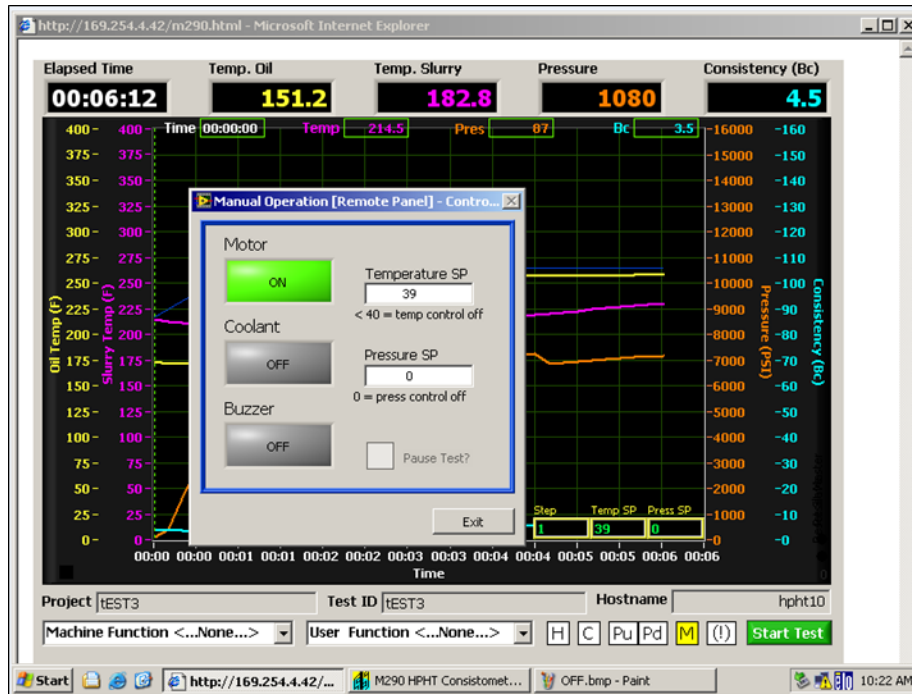 http://169.254.4.42/m290.html - Microsoft Internet Explorer
Elapsed Time Temp. Oil Temp. Slurry Pressure Consistency (Bc)
00:06:12 151.2 182.8 1080 4.5
Time 00:00:00 Temp 214.5 Pres 87 Bc 3.5
400 400 16000 160
375 375 15000 150
350 350 14000 140
325 325 13000 130
300 300 12000 120
275 275 11000 110
250 250 10000 100
225 225 9000 90
200 200 8000 80
175 175 7000 70
150 150 6000 60
125 125 5000 50
100 100 4000 40
75 75 3000 30
50 50 2000 20
25 25 1000 10
0 0 0 0
Oil Temp (F)
Slurry Temp (F)
Pressure (PSI)
Consistency (Bc)
Manual Operation [Remote Panel] - Contro...
Motor
ON
Temperature SP
39
< 40 = temp control off
Coolant
OFF
Pressure SP
0
0 = press control off
Buzzer
OFF
Pause Test?
Exit
Step Temp SP Press SP
1 39 0
00:00 00:00 00:01 00:01 00:02 00:02 00:03 00:03 00:04 00:04 00:05 00:05 00:06 00:06
Time
Project tEST3 Test ID tEST3 Hostname hpht10
Machine Function <...None...> User Function <...None...> H C Pu Pd M (!) Start Test
Start http://169.254.4.42/... M290 HPHT Consistomet... OFF.bmp - Paint 10:22 AM